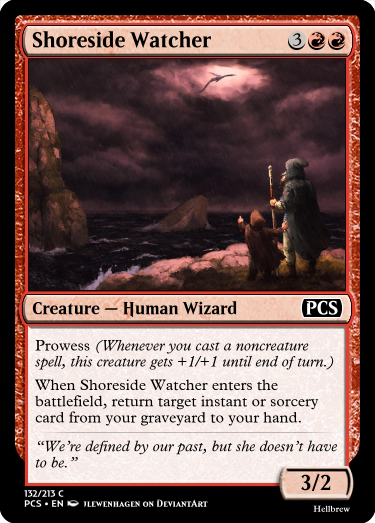 Shoreside Watcher 3
Creature — Human Wizard PCS
Prowess (Whenever you cast a noncreature
spell, this creature gets +1/+1 until end of turn.)
When Shoreside Watcher enters the
battlefield, return target instant or sorcery
card from your graveyard to your hand.
“We’re defined by our past, but she doesn’t have
to be.”
3/2
132/213 C
PCS • EN JLEWENHAGEN ON DEVIANTART
Hellbrew